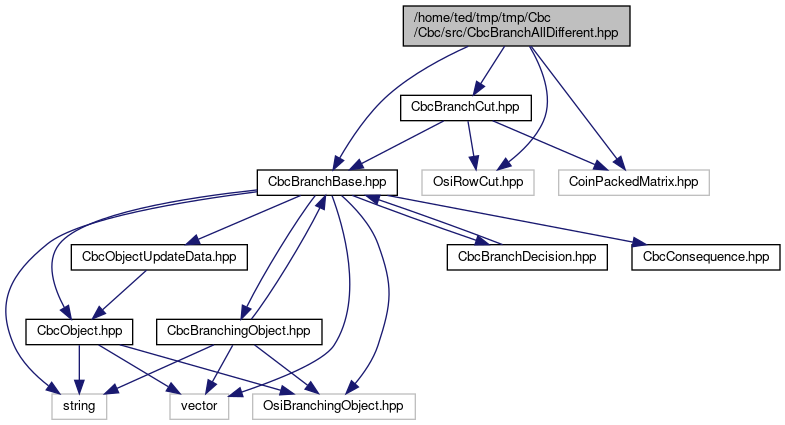 /home/ted/tmp/tmp/Cbc
/Cbc/src/CbcBranchAllDifferent.hpp
CbcBranchCut.hpp
CbcBranchBase.hpp
OsiRowCut.hpp
CoinPackedMatrix.hpp
CbcObjectUpdateData.hpp
CbcBranchDecision.hpp
CbcConsequence.hpp
CbcObject.hpp
CbcBranchingObject.hpp
string
vector
OsiBranchingObject.hpp